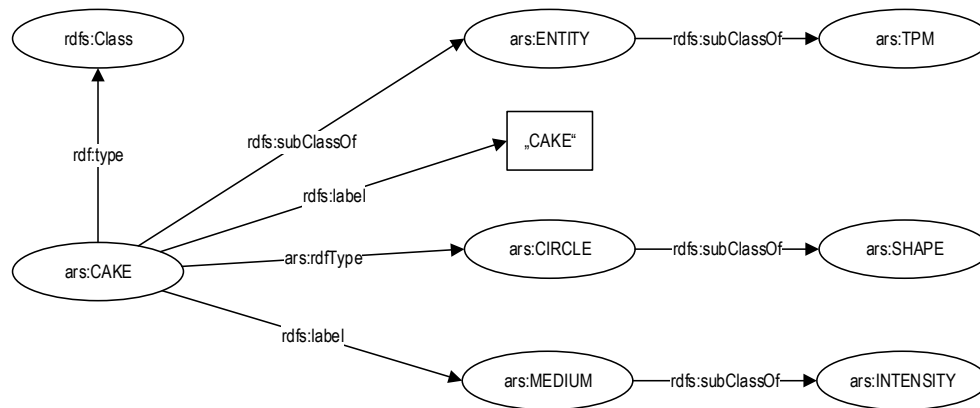 rdfs:Class
ars:ENTITY
rdfs:subClassOf
ars:TPM
rdf:type
rdfs:subClassOf
„CAKE“
rdfs:label
ars:CAKE
ars:rdfType
ars:CIRCLE
rdfs:subClassOf
ars:SHAPE
rdfs:label
ars:MEDIUM
rdfs:subClassOf
ars:INTENSITY